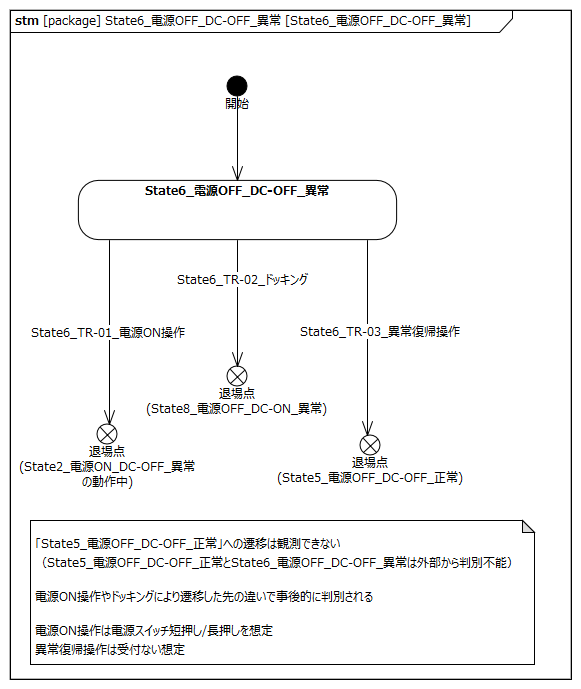 stm [package] State6_電源OFF_DC-OFF_異常 [State6_電源OFF_DC-OFF_異常]
開始
State6_電源OFF_DC-OFF_異常
State6_TR-02_ドッキング
State6_TR-01_電源ON操作
State6_TR-03_異常復帰操作
退場点
(State8_電源OFF_DC-ON_異常)
退場点
(State2_電源ON_DC-OFF_異常
の動作中)
退場点
(State5_電源OFF_DC-OFF_正常)
「State5_電源OFF_DC-OFF_正常」への遷移は観測できない
（State5_電源OFF_DC-OFF_正常とState6_電源OFF_DC-OFF_異常は外部から判別不能）
電源ON操作やドッキングにより遷移した先の違いで事後的に判別される
電源ON操作は電源スイッチ短押し/長押しを想定
異常復帰操作は受付ない想定